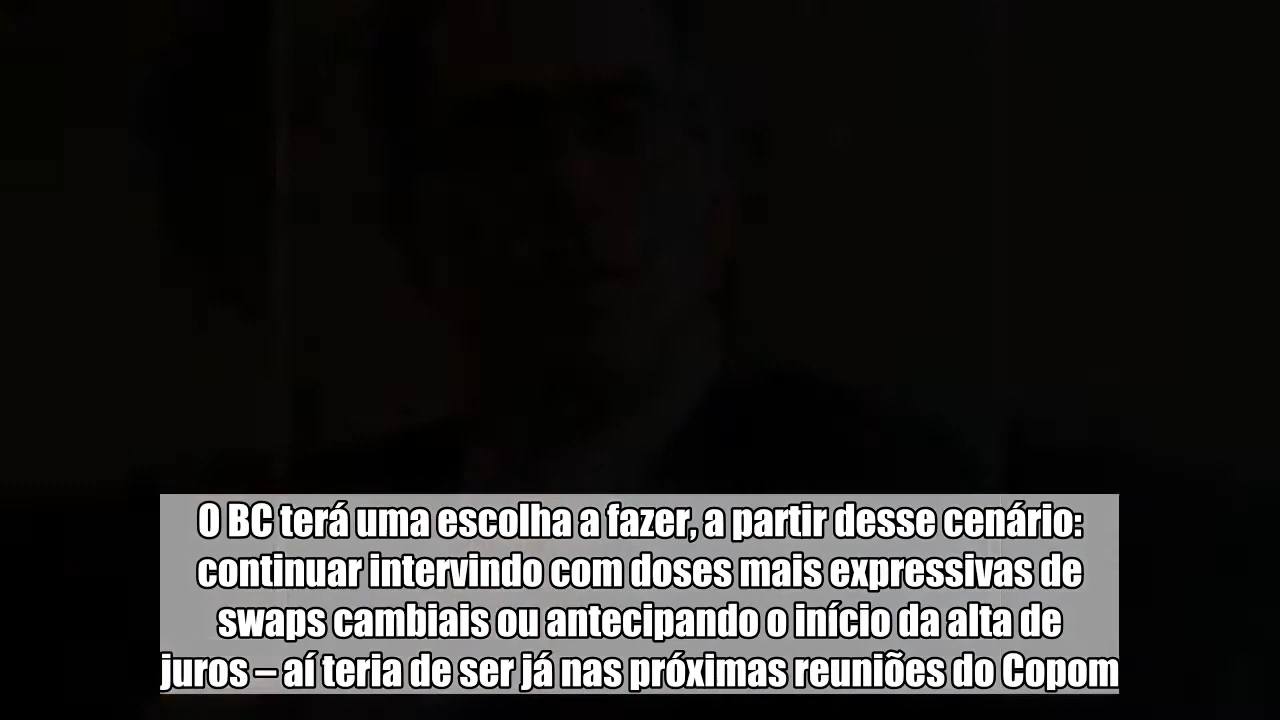 O BC terá uma escolha a fazer, a partir desse cenário:
continuar intervindo com doses mais expressivas de
swaps cambiais ou antecipando o início da alta de
juros – aí teria de ser já nas próximas reuniões do Copom